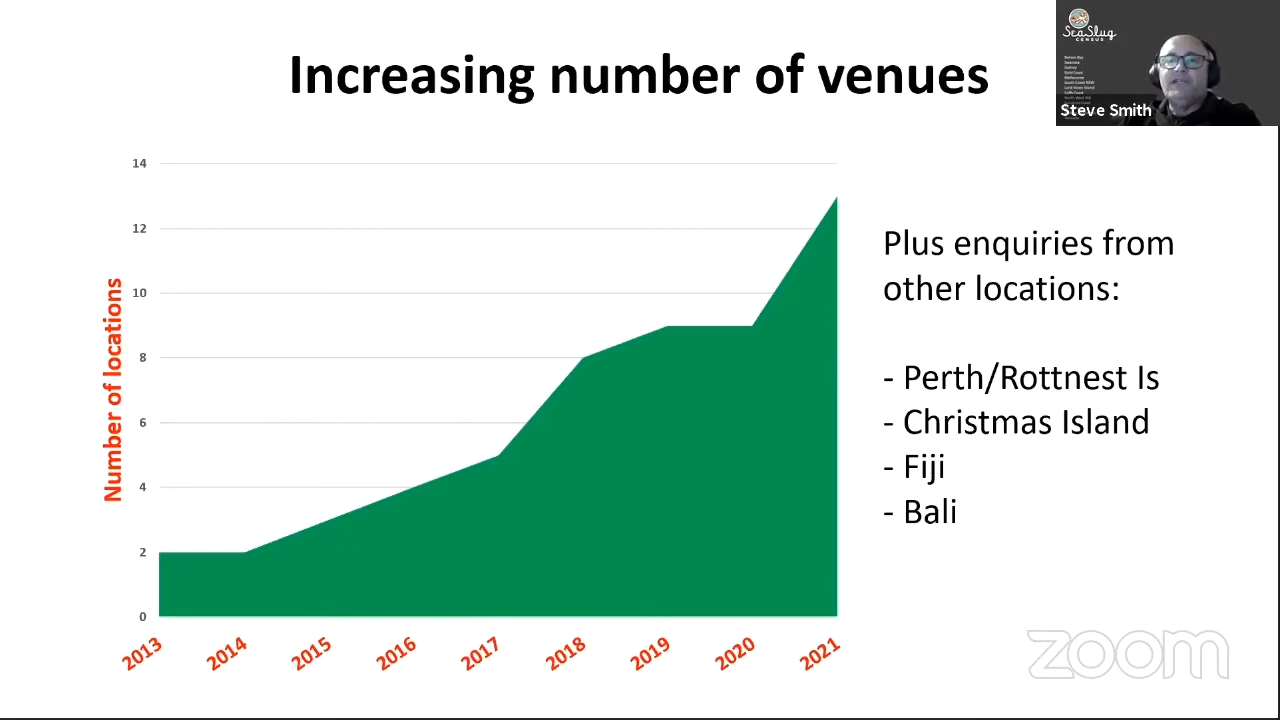 Increasing number of venues
SeaSlug
CENSUS
Steve Smith
14
12
10
8
6
4
2
0
Number of locations
2013
2014
2015
2016
2017
2018
2019
2020
2021
Plus enquiries from
other locations:
- Perth/Rottnest Is
- Christmas Island
- Fiji
- Bali
zoom